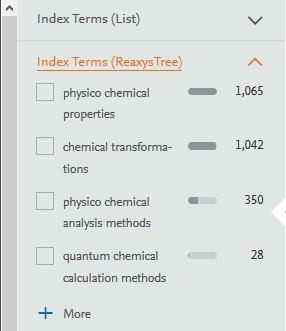 Index Terms (List)
Index Terms (ReaxysTree)
physico chemical 1,065
properties
chemical transforma- 1,042
tions
physico chemical 350
analysis methods
quantum chemical 28
calculation methods
+ More